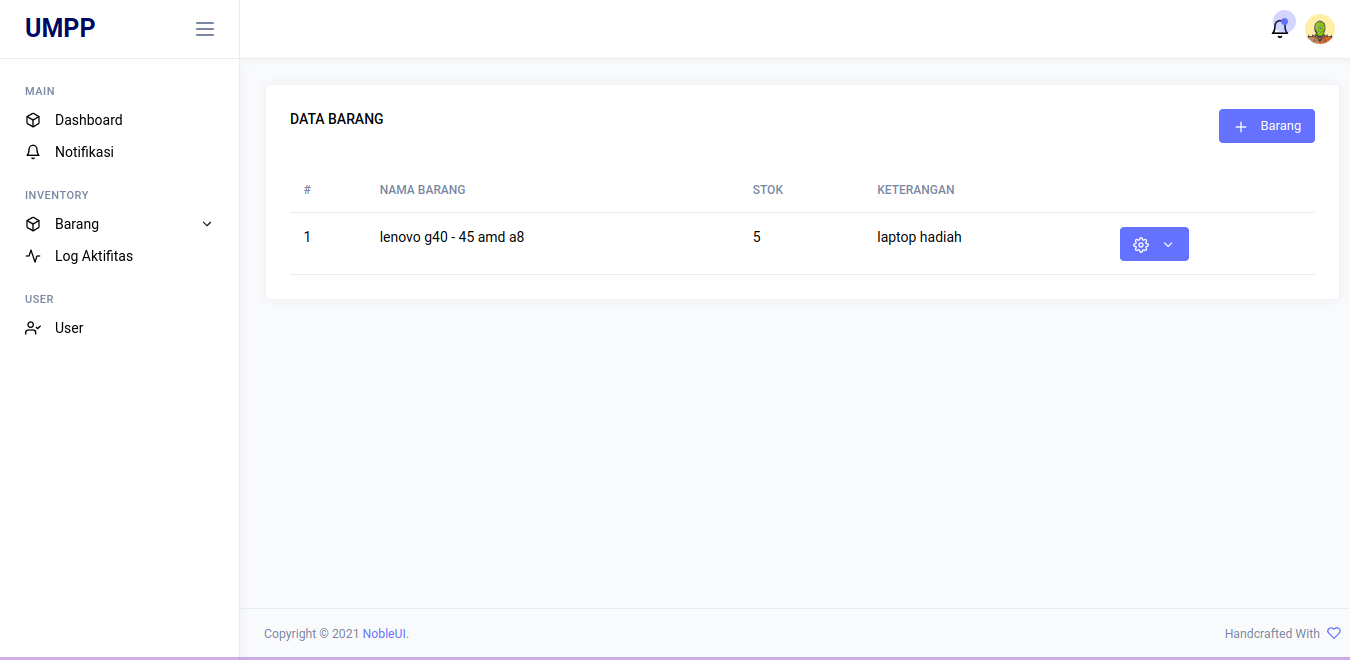 UMPP
MAIN
Dashboard
Notifikasi
INVENTORY
Barang
Log Aktifitas
USER
User
DATA BARANG
Barang
# NAMA BARANG STOK KETERANGAN
1 lenovo g40 - 45 amd a8 5 laptop hadiah
Copyright © 2021 NobleUI.
Handcrafted With